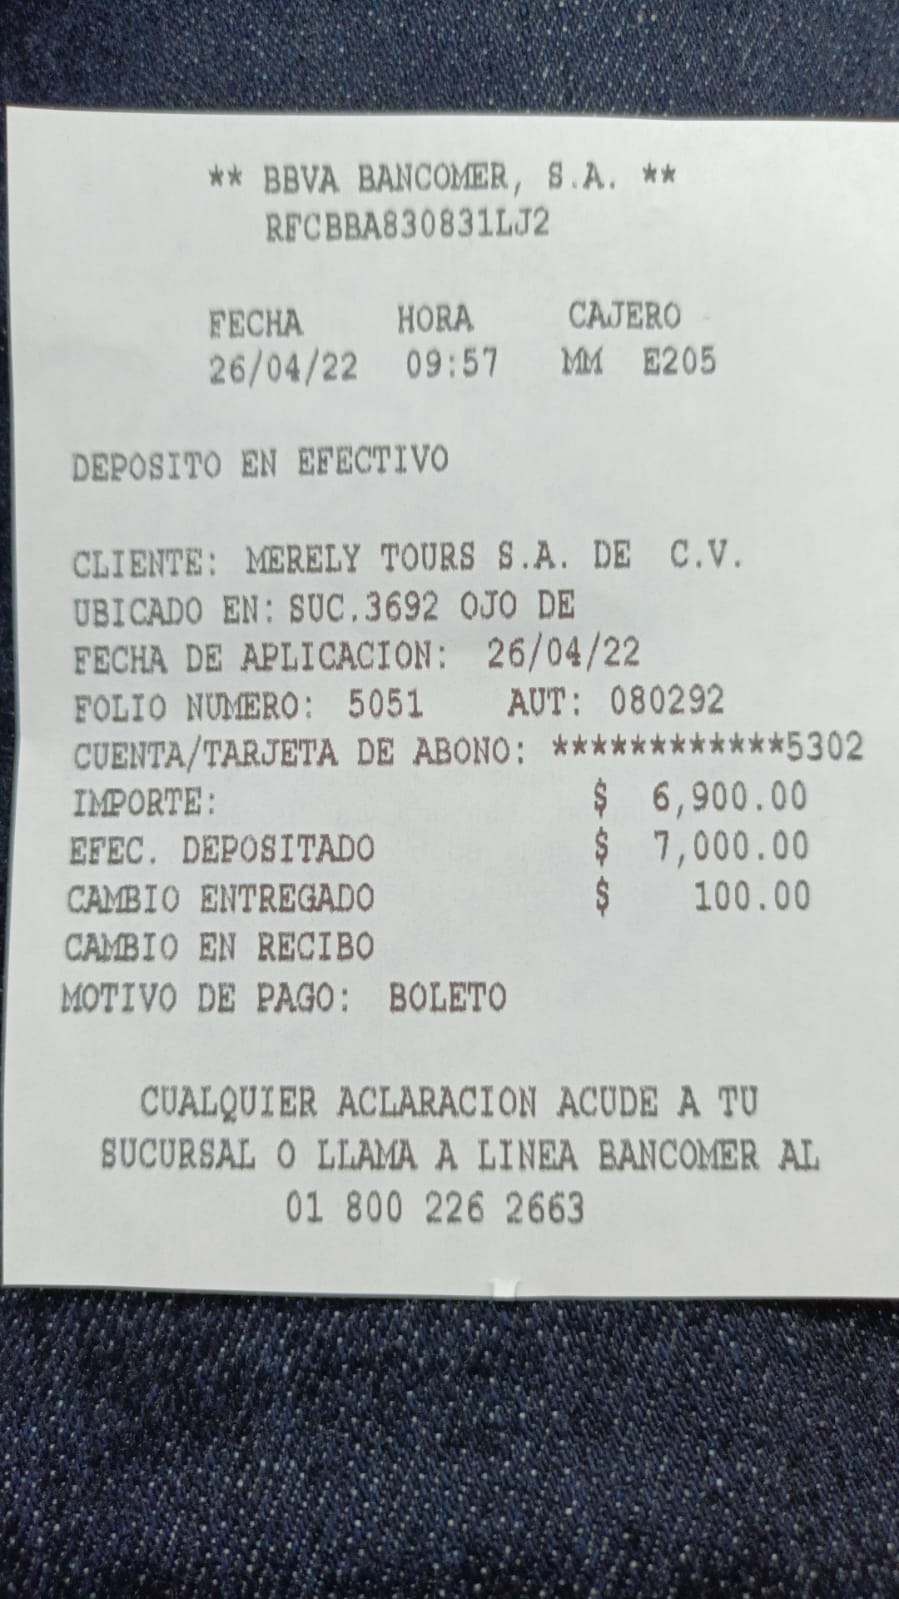 ** BBVA BANCOMER, S.A. **
RFCBBA830831LJ2
FECHA HORA CAJERO
26/04/22 09:57 MM E205
DEPOSITO EN EFECTIVO
CLIENTE: MERELY TOURS S.A. DE C.V.
UBICADO EN: SUC.3692 OJO DE
FECHA DE APLICACION: 26/04/22
FOLIO NUMERO: 5051 AUT: 080292
CUENTA/TARJETA DE ABONO: ************5302
IMPORTE: $ 6,900.00
EFEC. DEPOSITADO $ 7,000.00
CAMBIO ENTREGADO $ 100.00
CAMBIO EN RECIBO
MOTIVO DE PAGO: BOLETO
CUALQUIER ACLARACION ACUDE A TU
SUCURSAL O LLAMA A LINEA BANCOMER AL
01 800 226 2663